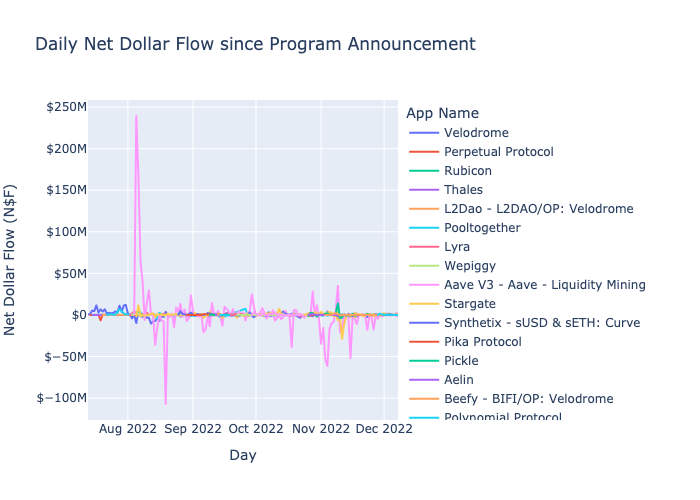 Daily Net Dollar Flow since Program Announcement
Net Dollar Flow (N$F)
$250M
$200M
$150M
$100M
$50M
$0
$−50M
$−100M
Aug 2022
Sep 2022
Oct 2022
Nov 2022
Dec 2022
Day
App Name
Velodrome
Perpetual Protocol
Rubicon
Thales
L2Dao - L2DAO/OP: Velodrome
Pooltogether
Lyra
Wepiggy
Aave V3 - Aave - Liquidity Mining
Stargate
Synthetix - sUSD & sETH: Curve
Pika Protocol
Pickle
Aelin
Beefy - BIFI/OP: Velodrome
Polynomial Protocol